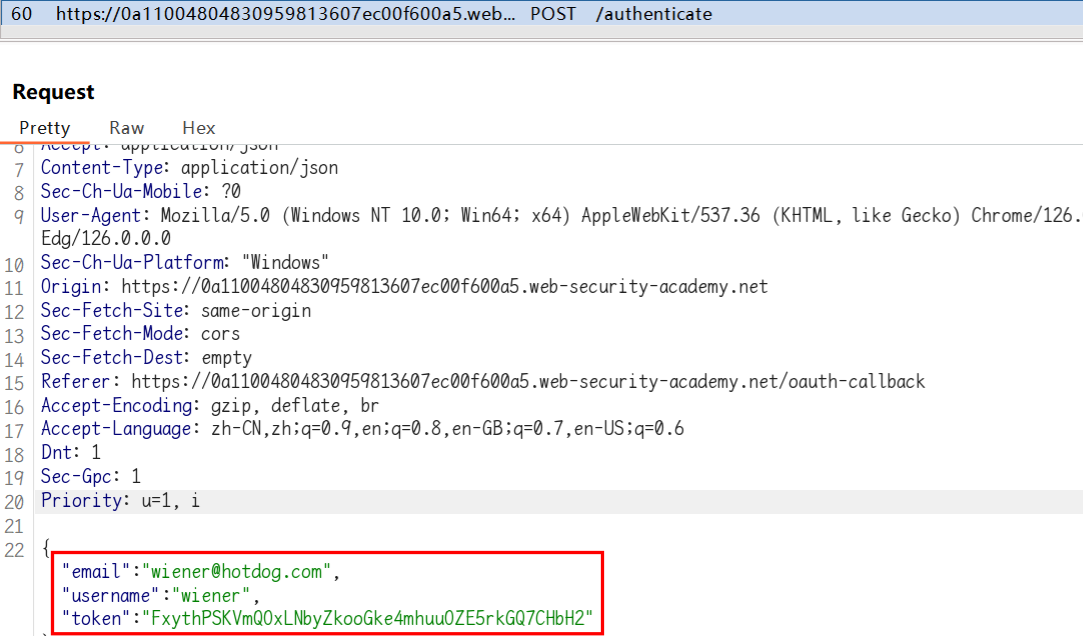 60 https://0a11004804830959813607ec00f600a5.web... POST /authenticate
Request
Pretty Raw Hex
6 Accept: application/json
7 Content-Type: application/json
8 Sec-Ch-Ua-Mobile: ?0
9 User-Agent: Mozilla/5.0 (Windows NT 10.0; Win64; x64) AppleWebKit/537.36 (KHTML, like Gecko) Chrome/126.
Edg/126.0.0.0
10 Sec-Ch-Ua-Platform: "Windows"
11 Origin: https://0a11004804830959813607ec00f600a5.web-security-academy.net
12 Sec-Fetch-Site: same-origin
13 Sec-Fetch-Mode: cors
14 Sec-Fetch-Dest: empty
15 Referer: https://0a11004804830959813607ec00f600a5.web-security-academy.net/oauth-callback
16 Accept-Encoding: gzip, deflate, br
17 Accept-Language: zh-CN,zh;q=0.9,en;q=0.8,en-GB;q=0.7,en-US;q=0.6
18 Dnt: 1
19 Sec-Gpc: 1
20 Priority: u=1, i
21
22 {
"email":"wiener@hotdog.com",
"username":"wiener",
"token":"FxythPSKVmQOxLNbyZkooGke4mhuuOZE5rkGQ7CHbH2"